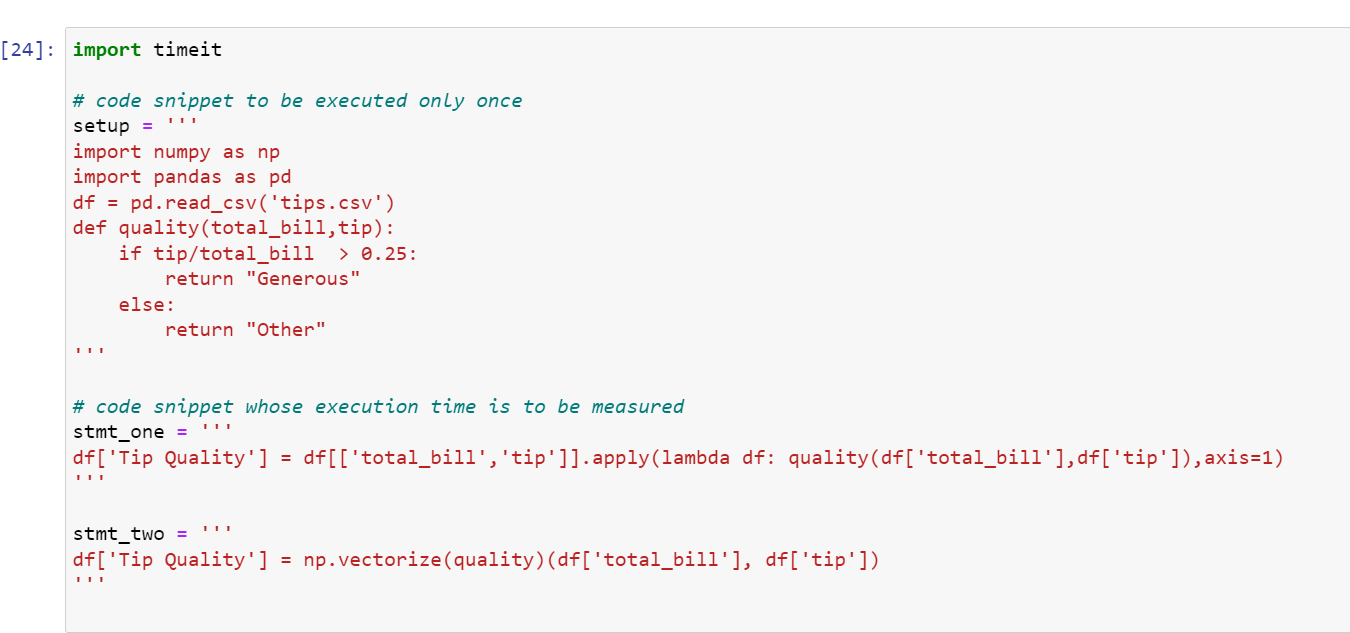 [24]:
import timeit
# code snippet to be executed only once
setup = '''
import numpy as np
import pandas as pd
df = pd.read_csv('tips.csv')
def quality(total_bill,tip):
    if tip/total_bill  > 0.25:
        return "Generous"
    else:
        return "Other"
'''
# code snippet whose execution time is to be measured
stmt_one = '''
df['Tip Quality'] = df[['total_bill','tip']].apply(lambda df: quality(df['total_bill'],df['tip']),axis=1)
'''
stmt_two = '''
df['Tip Quality'] = np.vectorize(quality)(df['total_bill'], df['tip'])
'''